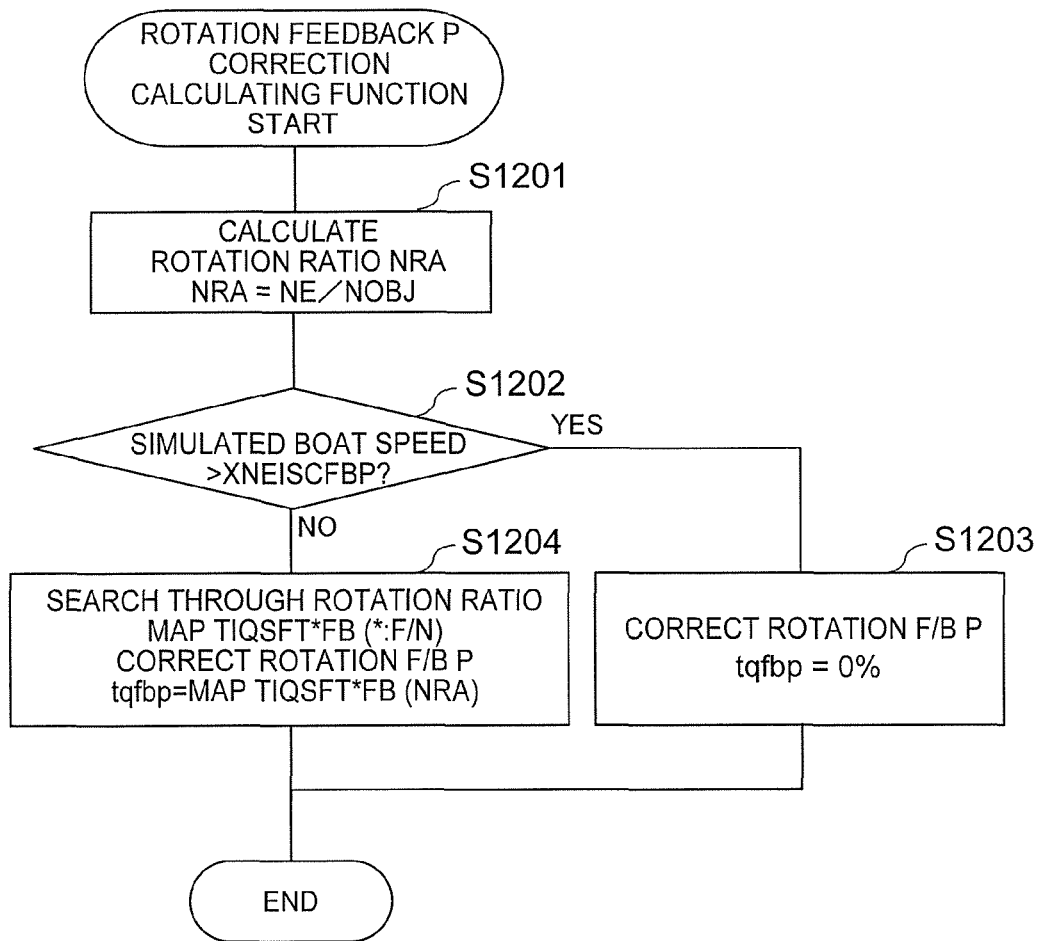 ROTATION FEEDBACK P
CORRECTION
CALCULATING FUNCTION
START
S1201
CALCULATE
ROTATION RATIO NRA
NRA = NE／NOBJ
S1202
SIMULATED BOAT SPEED
>XNEISCFBP?
YES
NO
S1204
SEARCH THROUGH ROTATION RATIO
MAP TIQSFT*FB (*:F/N)
CORRECT ROTATION F/B P
tqfbp=MAP TIQSFT*FB (NRA)
S1203
CORRECT ROTATION F/B P
tqfbp = 0%
END